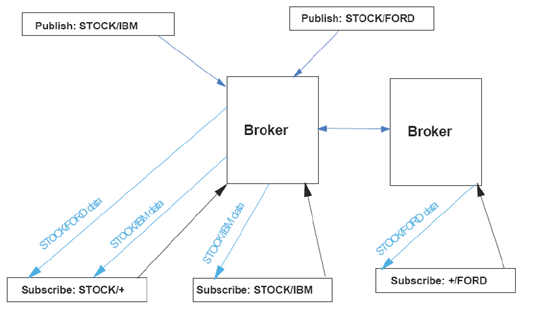 Publish: STOCK/IBM
Publish: STOCK/FORD
Broker
Broker
STOCK/FORD data
STOCK/IBM data
STOCK/IBM data
STOCK/FORD data
Subscribe: STOCK/+
Subscribe: STOCK/IBM
Subscribe: +/FORD